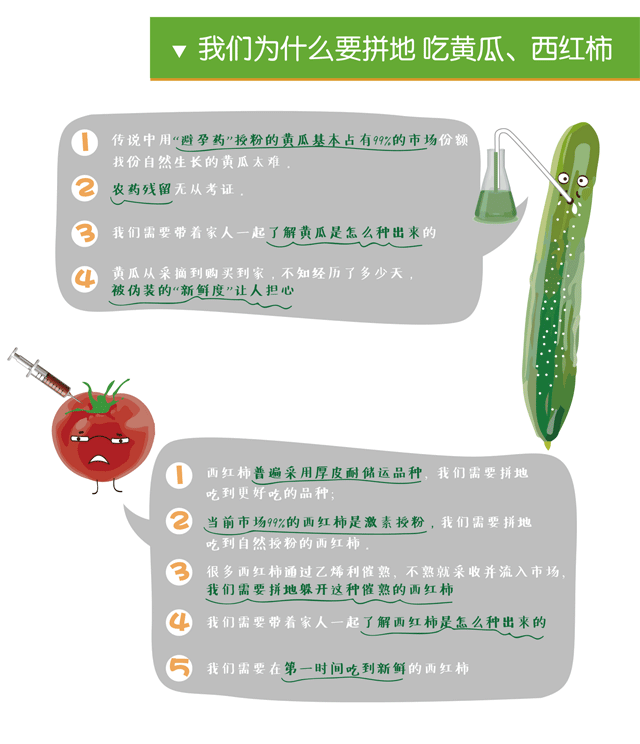 ▼ 我们为什么要拼地 吃黄瓜、西红柿
1 传说中用“避孕药”授粉的黄瓜基本占有99%的市场份额
找份自然生长的黄瓜太难.
2 农药残留无从考证.
3 我们需要带着家人一起了解黄瓜是怎么种出来的
4 黄瓜从采摘到购买到家,不知经历了多少天,
被伪装的“新鲜度”让人担心
1 西红柿普遍采用厚皮耐储运品种,我们需要拼地
吃到更好吃的品种;
2 当前市场99%的西红柿是激素授粉,我们需要拼地
吃到自然授粉的西红柿.
3 很多西红柿通过乙烯利催熟,不熟就采收并流入市场,
我们需要拼地躲开这种催熟的西红柿
4 我们需要带着家人一起了解西红柿是怎么种出来的
5 我们需要在第一时间吃到新鲜的西红柿